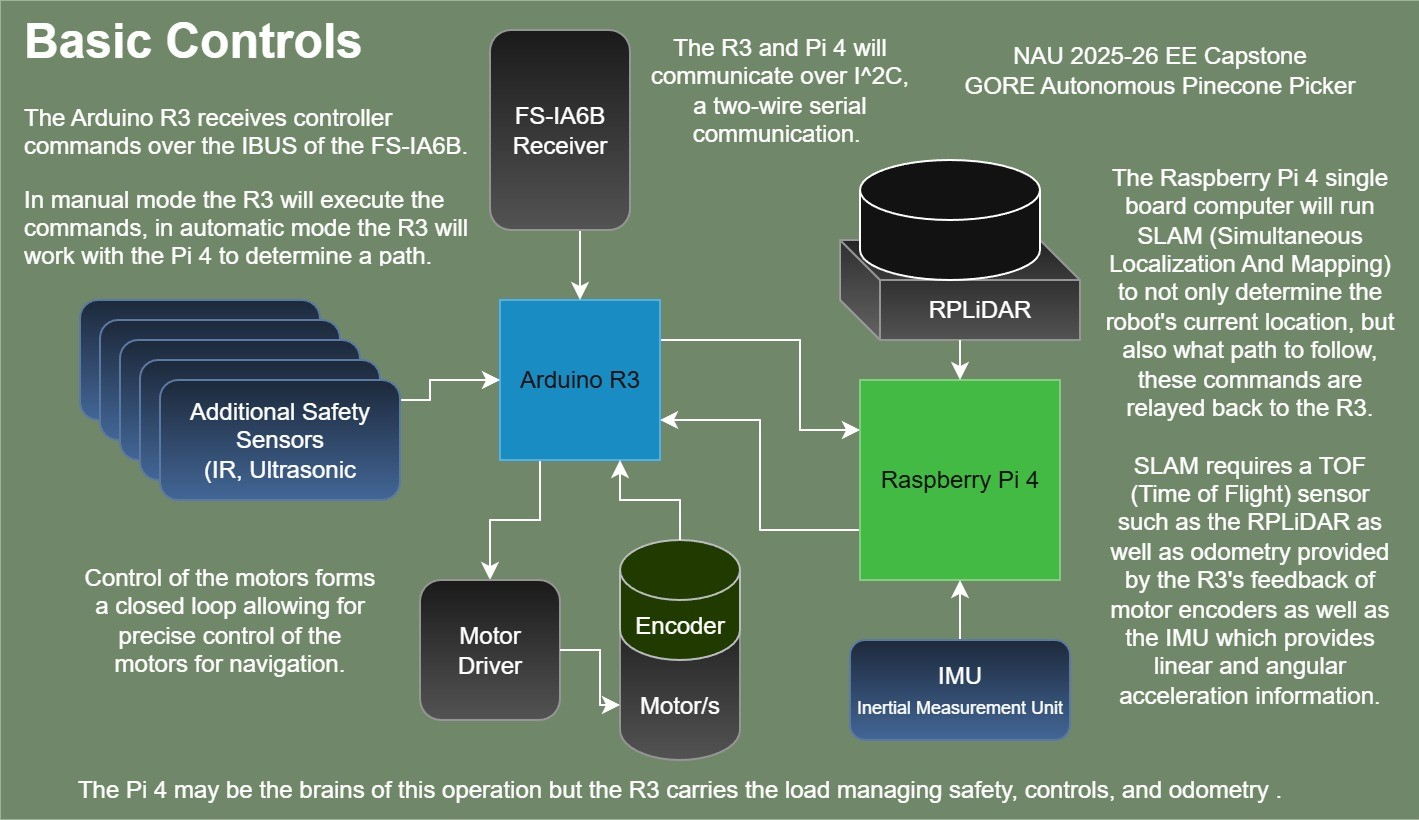 Basic Controls
The Arduino R3 receives controller
commands over the IBUS of the FS-IA6B.
In manual mode the R3 will execute the
commands, in automatic mode the R3 will
work with the Pi 4 to determine a path.
FS-IA6B
Receiver
The R3 and Pi 4 will
communicate over I^2C,
a two-wire serial
communication.
NAU 2025-26 EE Capstone
GORE Autonomous Pinecone Picker
RPLiDAR
The Raspberry Pi 4 single
board computer will run
SLAM (Simultaneous
Localization And Mapping)
to not only determine the
robot's current location, but
also what path to follow,
these commands are
relayed back to the R3.
SLAM requires a TOF
(Time of Flight) sensor
such as the RPLiDAR as
well as odometry provided
by the R3's feedback of
motor encoders as well as
the IMU which provides
linear and angular
acceleration information.
Additional Safety
Sensors
(IR, Ultrasonic
Arduino R3
Raspberry Pi 4
Control of the motors forms
a closed loop allowing for
precise control of the
motors for navigation.
Motor
Driver
Encoder
Motor/s
IMU
Inertial Measurement Unit
The Pi 4 may be the brains of this operation but the R3 carries the load managing safety, controls, and odometry .